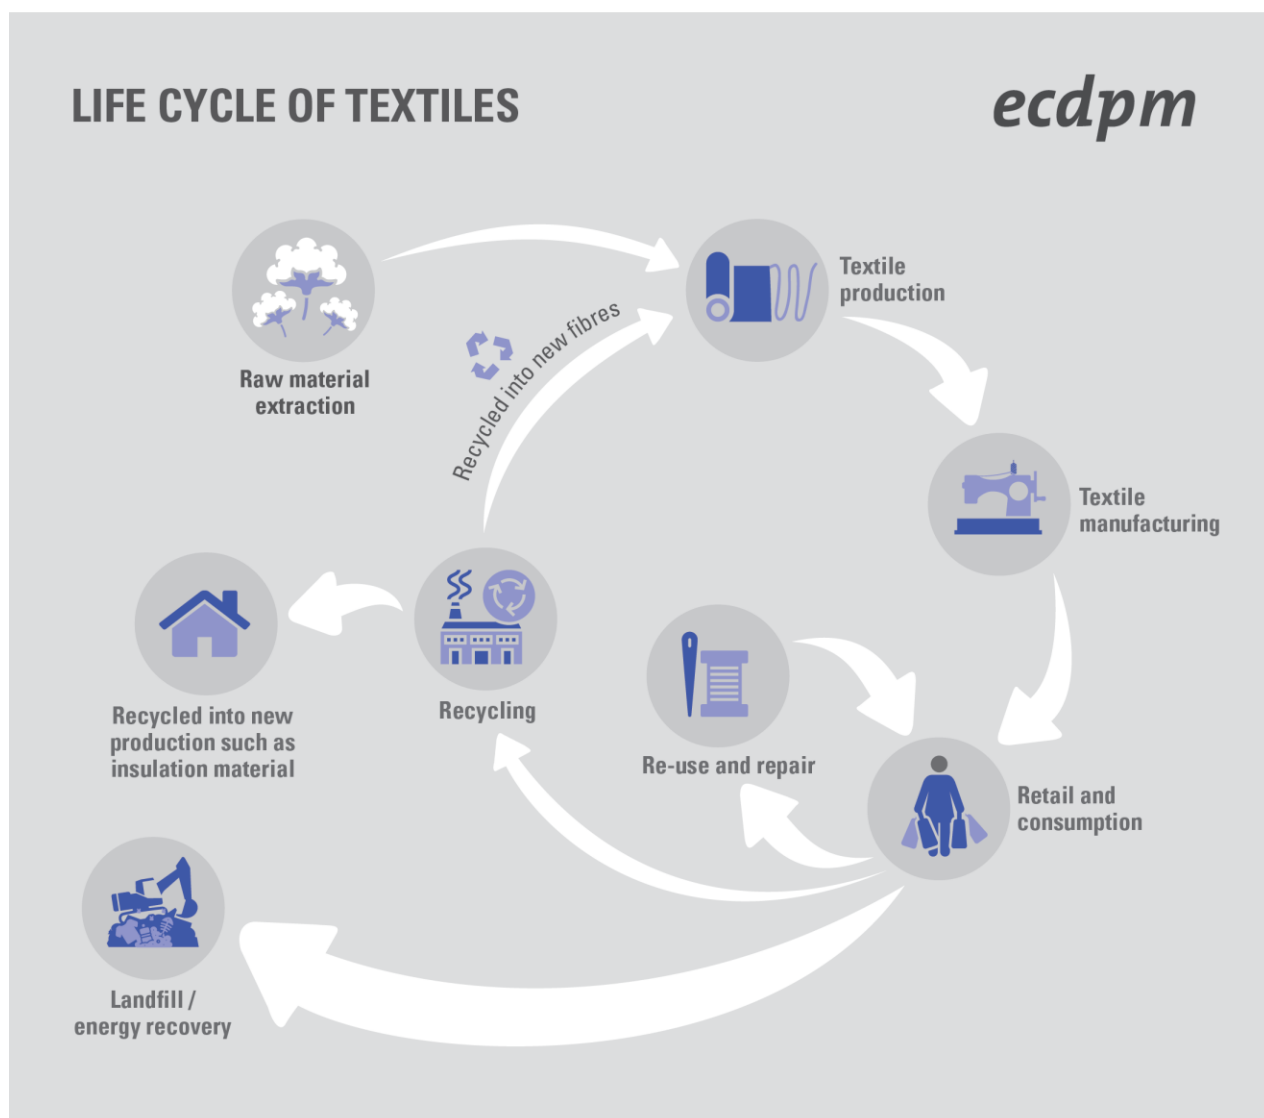 LIFE CYCLE OF TEXTILES
ecdpm
Textile
production
Raw material
extraction
Recycled into new fibres
Textile
manufacturing
Recycled into new
production such as
insulation material
Recycling
Re-use and repair
Retail and
consumption
Landfill /
energy recovery